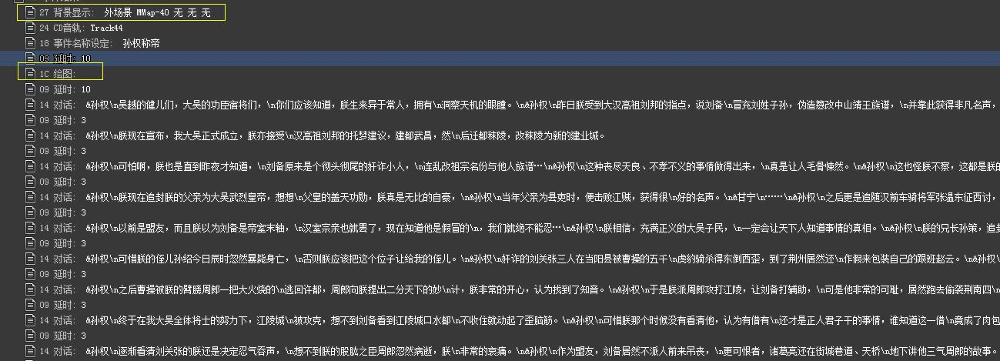 27 背景显示: 外场景 MMap-40 无 无 无
24 CD音轨: Track44
18 事件名称设定: 孙权称帝
09 延时: 10
1C 绘图:
09 延时: 10
14 对话: &孙权\n吴越的健儿们，大吴的功臣宿将们，\n你们应该知道，朕生来异于常人，拥有\n洞察天机的眼瞳。\n&孙权\n昨日朕受到大汉高祖刘邦的指点，说刘备\n冒充刘姓子孙，伪造篡改中山靖王族谱，\n并靠此获得非凡名声，
09 延时: 3
14 对话: &孙权\n朕现在宣布，我大吴正式成立，朕亦接受\n汉高祖刘邦的托梦建议，建都武昌，然\n后迁都秣陵，改秣陵为新的建业城。
09 延时: 3
14 对话: &孙权\n可怕啊，朕也是直到昨夜才知道，\n刘备原来是个彻头彻尾的奸诈小人，\n连乱改祖宗名份与他人族谱…\n&孙权\n这种丧尽天良、不孝不义的事情做得出来，\n真是让人毛骨悚然。\n&孙权\n这也怪朕不察，这都是朕的
09 延时: 3
14 对话: &孙权\n朕现在追封朕的父亲为大吴武烈皇帝，想想\n父皇的盖天功勋，朕真是无比的自豪，\n&孙权\n当年父亲为县吏时，便击败江贼，获得很\n好的名声。\n&甘宁\n……\n&孙权\n之后更是追随汉前车骑将军张温东征西讨，
09 延时: 3
14 对话: &孙权\n以前是盟友，而且朕以为刘备是帝室末轴，\n汉室宗亲也就罢了，现在知道他是假冒的\n，我们就绝不能忍…\n&孙权\n朕相信，充满正义的大吴子民，\n一定会让天下人知道事情的真相。\n&孙权\n朕的兄长孙策，追封
09 延时: 3
14 对话: &孙权\n可惜朕的侄儿孙绍今日辰时忽然暴毙身亡，\n否则朕应该把这个位子让给我的侄儿。\n&孙权\n奸诈的刘关张三人在当阳县被曹操的五千\n虎豹骑杀得东倒西歪，到了荆州居然还\n作假来包装自己的跟班赵云。\n&孙权\
09 延时: 3
14 对话: &孙权\n之后曹操被朕的臂膀周郎一把大火烧的\n逃回许都，周郎向朕提出二分天下的妙\n计，朕非常的开心，认为找到了知音。\n&孙权\n于是朕派周郎攻打江陵，让刘备打辅助，\n可是他非常的可耻，居然跑去偷袭荆南四\n
09 延时: 3
14 对话: &孙权\n终于在我大吴全体将士的努力下，江陵城\n被攻克，想不到刘备看到江陵城口水都\n不收住就动起了歪脑筋。\n&孙权\n可惜朕那个时候没有看清他，认为有借有\n还才是正人君子干的事情，谁知道这一借\n竟成了肉包
09 延时: 3
14 对话: &孙权\n逐渐看清刘关张的朕还是决定忍气吞声，\n想不到朕的股肱之臣周郎忽然病逝，朕\n非常的哀痛。\n&孙权\n作为盟友，刘备居然不派人前来吊丧，\n更可恨者，诸葛亮还在街城巷道、天桥\n地下讲他三气周郎的故事。